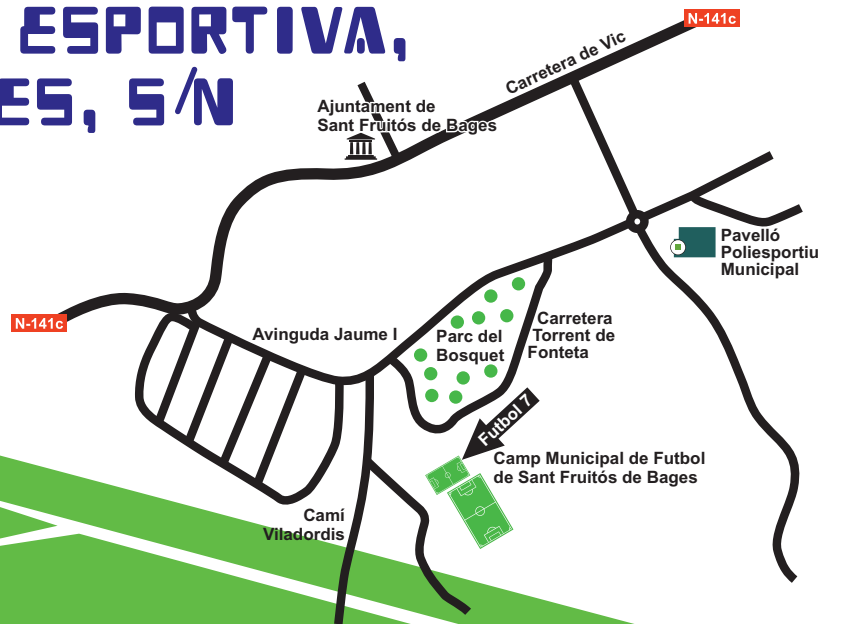 ESPORTIVA,
ES, S/N
N-141c
Carretera de Vic
Ajuntament de
Sant Fruitós de Bages
Pavelló
Poliesportiu
Municipal
N-141c
Avinguda Jaume I
Parc del
Bosquet
Carretera
Torrent de
Fonteta
Futbol 7
Camp Municipal de Futbol
de Sant Fruitós de Bages
Camí
Viladordis